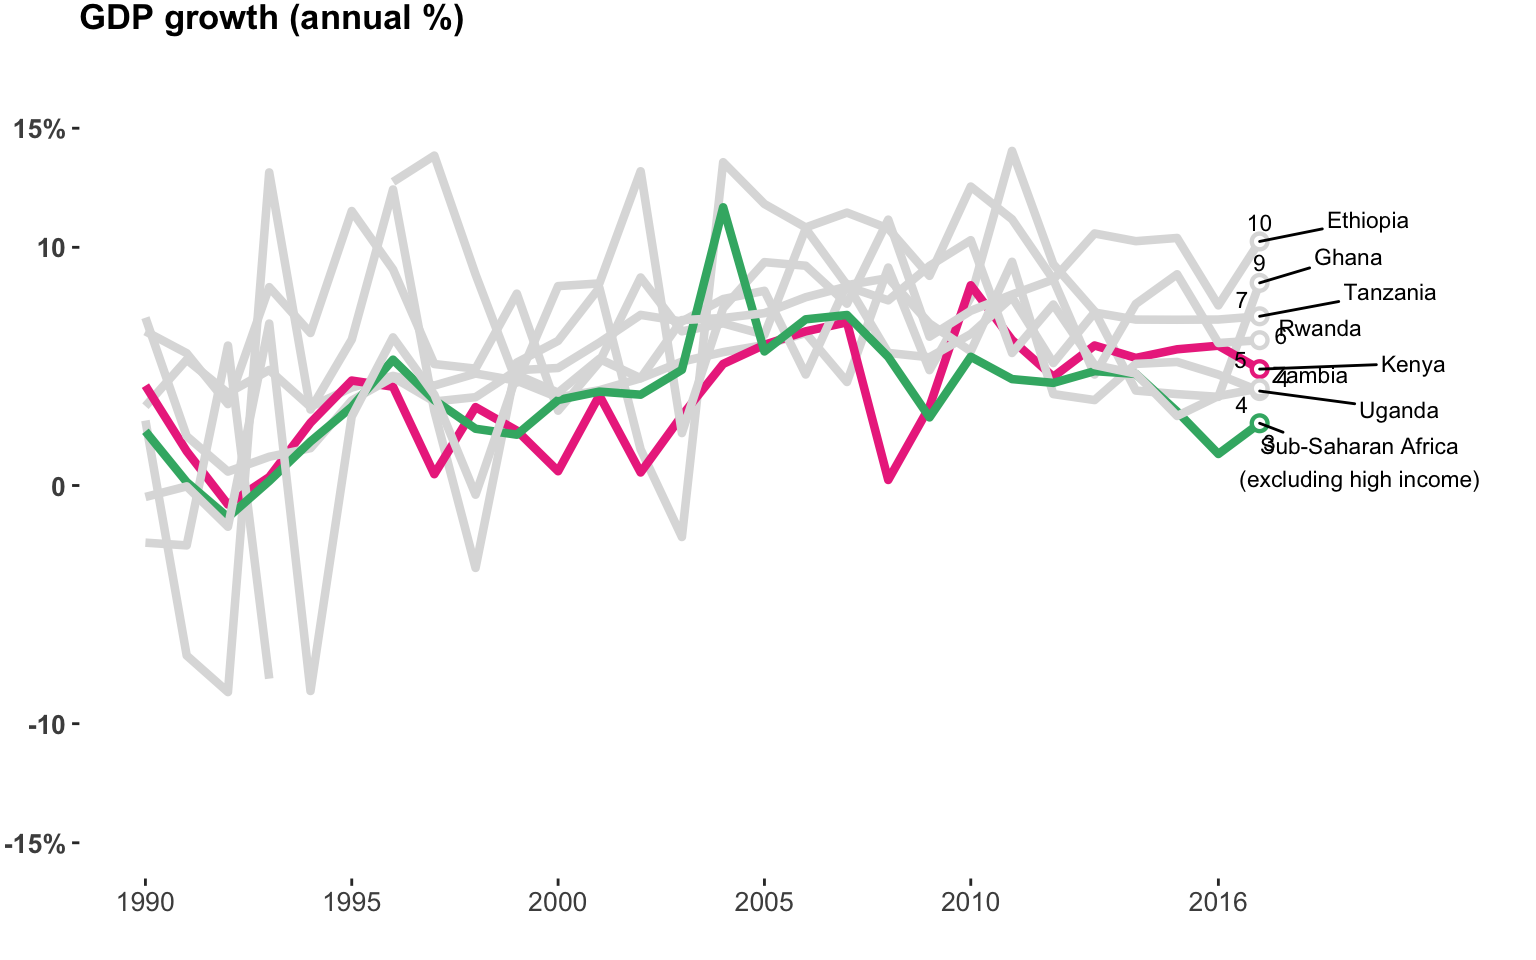 GDP growth (annual %)
15%
10
0
-10
-15%
1990
1995
2000
2005
2010
2016
10
Ethiopia
9
Ghana
7
Tanzania
6
Rwanda
5
Kenya
4
Zambia
4
Uganda
3
Sub-Saharan Africa
(excluding high income)